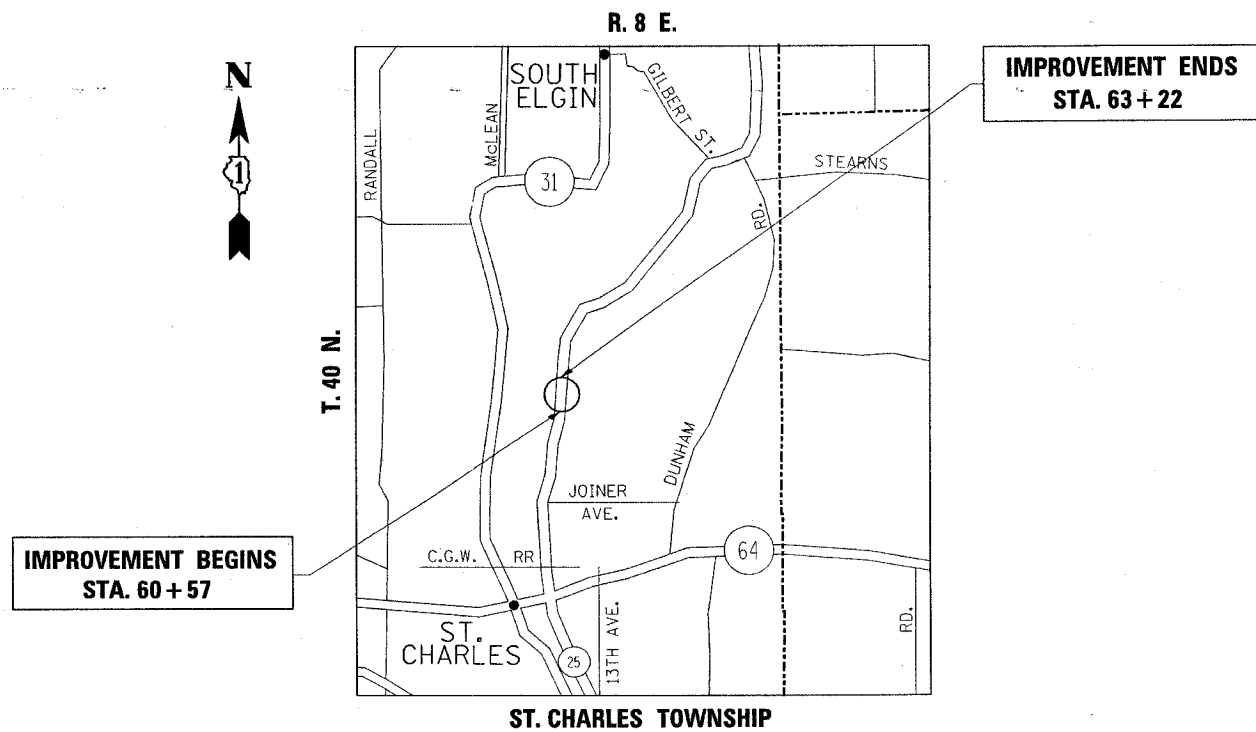 R. 8 E.
IMPROVEMENT ENDS
STA. 63+22
N
1
SOUTH
ELGIN
GILBERT ST.
McLEAN
RANDALL
31
STEARNS
RD.
T. 40 N.
DUNHAM
JOINER
AVE.
IMPROVEMENT BEGINS
STA. 60+57
C.G.W. RR
64
ST.
CHARLES
25
13TH AVE.
RD.
ST. CHARLES TOWNSHIP